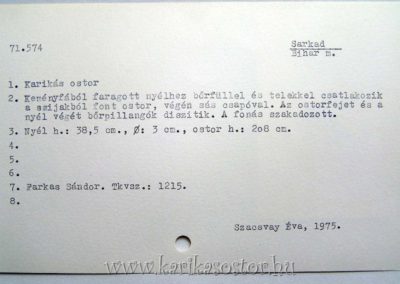 71.574
Sarkad
Bihar m.
1. Karikás ostor
2. Keményfából faragott nyélhez bőrfüllel és telekkel csatlakozik
a szíjakból font ostor, végén sás csapóval. Az ostorfejet és a
nyél végét bőrpillangók díszítik. A fonás szakadozott.
3. Nyél h.: 38,5 cm., Ø: 3 cm., ostor h.: 208 cm.
4.
5.
6.
7. Farkas Sándor. Tkvsz.: 1215.
8.
Szacsvay Éva, 1975.
www.karikasostor.hu